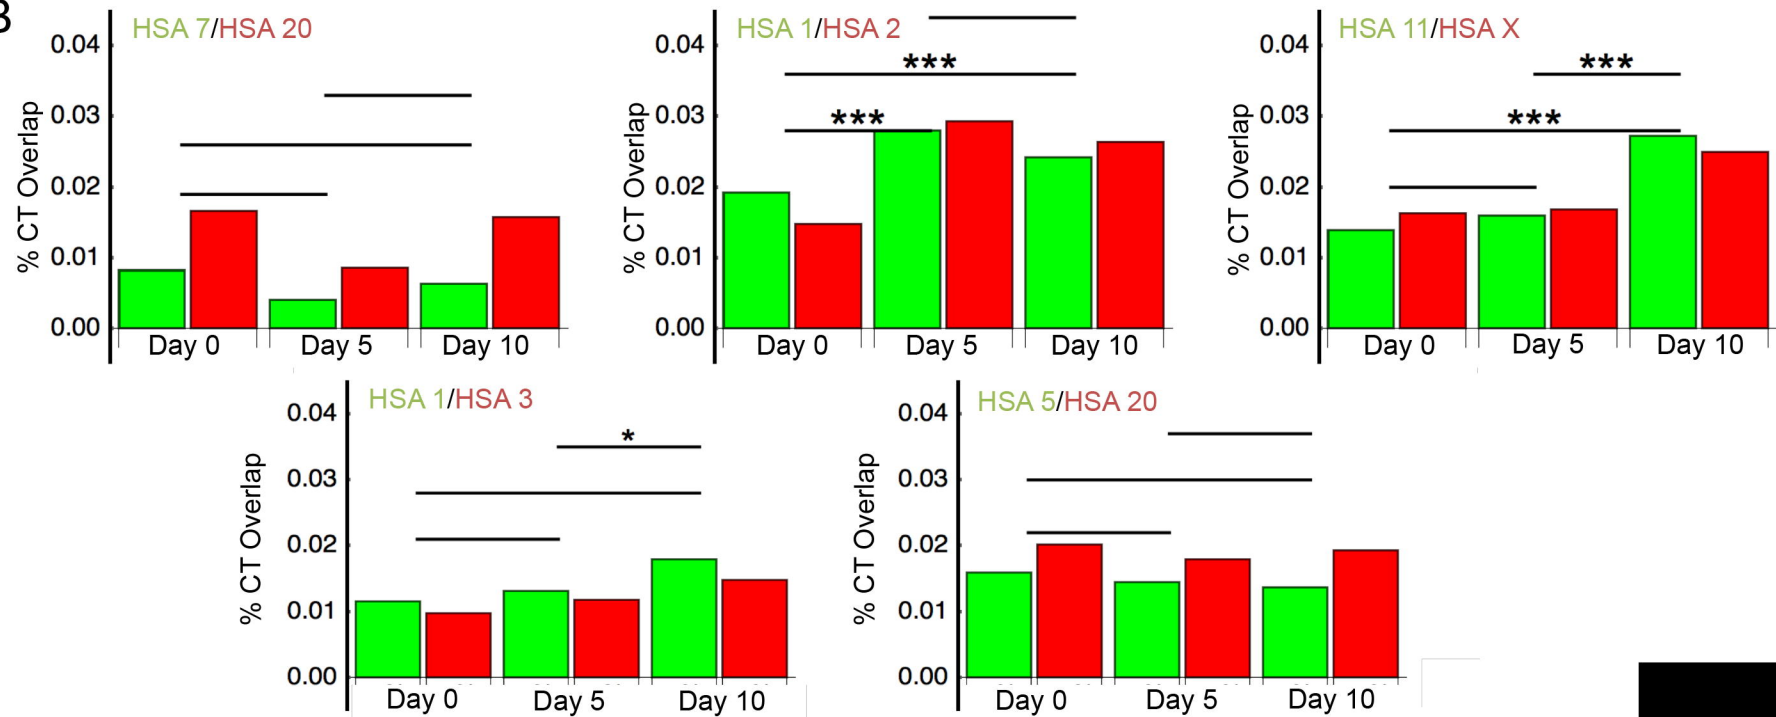 B
HSA 7/HSA 20
% CT Overlap
0.04
0.03
0.02
0.01
0.00
Day 0
Day 5
Day 10
HSA 1/HSA 2
% CT Overlap
0.04
0.03
0.02
0.01
0.00
***
***
Day 0
Day 5
Day 10
HSA 11/HSA X
% CT Overlap
0.04
0.03
0.02
0.01
0.00
***
***
Day 0
Day 5
Day 10
HSA 1/HSA 3
% CT Overlap
0.04
0.03
0.02
0.01
0.00
*
Day 0
Day 5
Day 10
HSA 5/HSA 20
% CT Overlap
0.04
0.03
0.02
0.01
0.00
Day 0
Day 5
Day 10